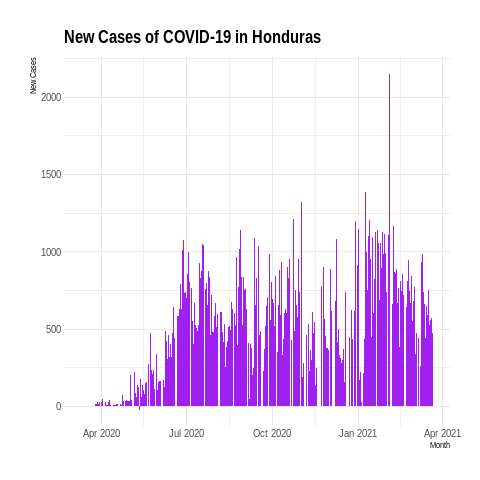 New Cases of COVID-19 in Honduras
New Cases
2000
1500
1000
500
0
Apr 2020 Jul 2020 Oct 2020 Jan 2021 Apr 2021
Month